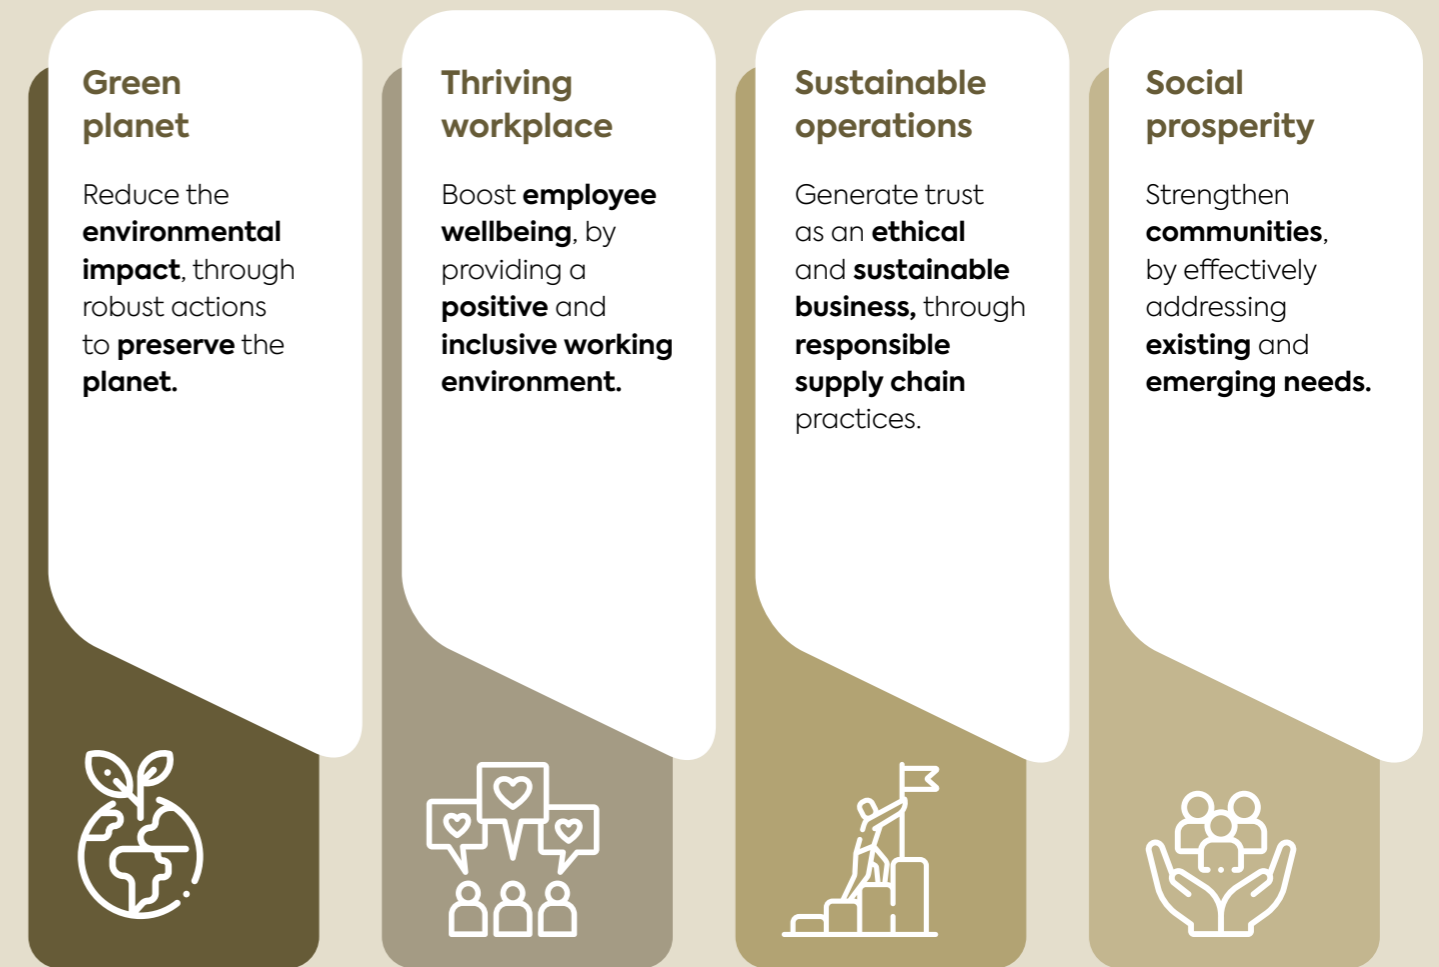 Green
planet
Reduce the
environmental
impact, through
robust actions
to preserve the
planet.
Thriving
workplace
Boost employee
wellbeing, by
providing a
positive and
inclusive working
environment.
Sustainable
operations
Generate trust
as an ethical
and sustainable
business, through
responsible
supply chain
practices.
Social
prosperity
Strengthen
communities,
by effectively
addressing
existing and
emerging needs.